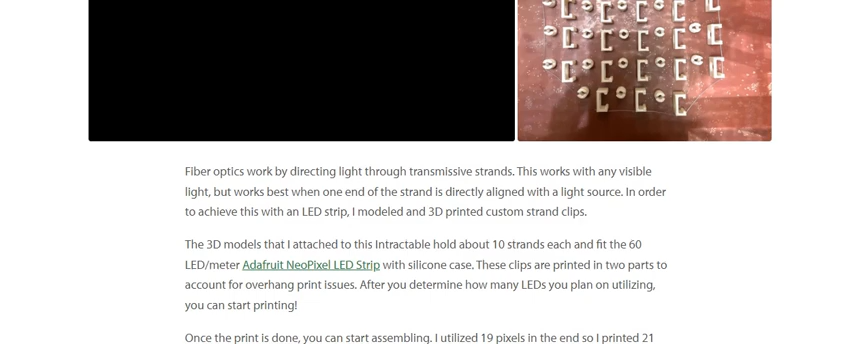 Fiber optics work by directing light through transmissive strands. This works with any visible
light, but works best when one end of the strand is directly aligned with a light source. In order
to achieve this with an LED strip, I modeled and 3D printed custom strand clips.
The 3D models that I attached to this Intractable hold about 10 strands each and fit the 60
LED/meter Adafruit NeoPixel LED Strip with silicone case. These clips are printed in two parts to
account for overhang print issues. After you determine how many LEDs you plan on utilizing,
you can start printing!
Once the print is done, you can start assembling. I utilized 19 pixels in the end so I printed 21